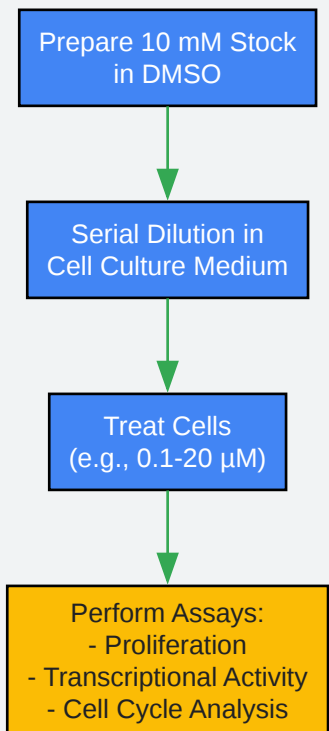 Prepare 10 mM Stock
in DMSO
Serial Dilution in
Cell Culture Medium
Treat Cells
(e.g., 0.1-20 µM)
Perform Assays:
- Proliferation
- Transcriptional Activity
- Cell Cycle Analysis